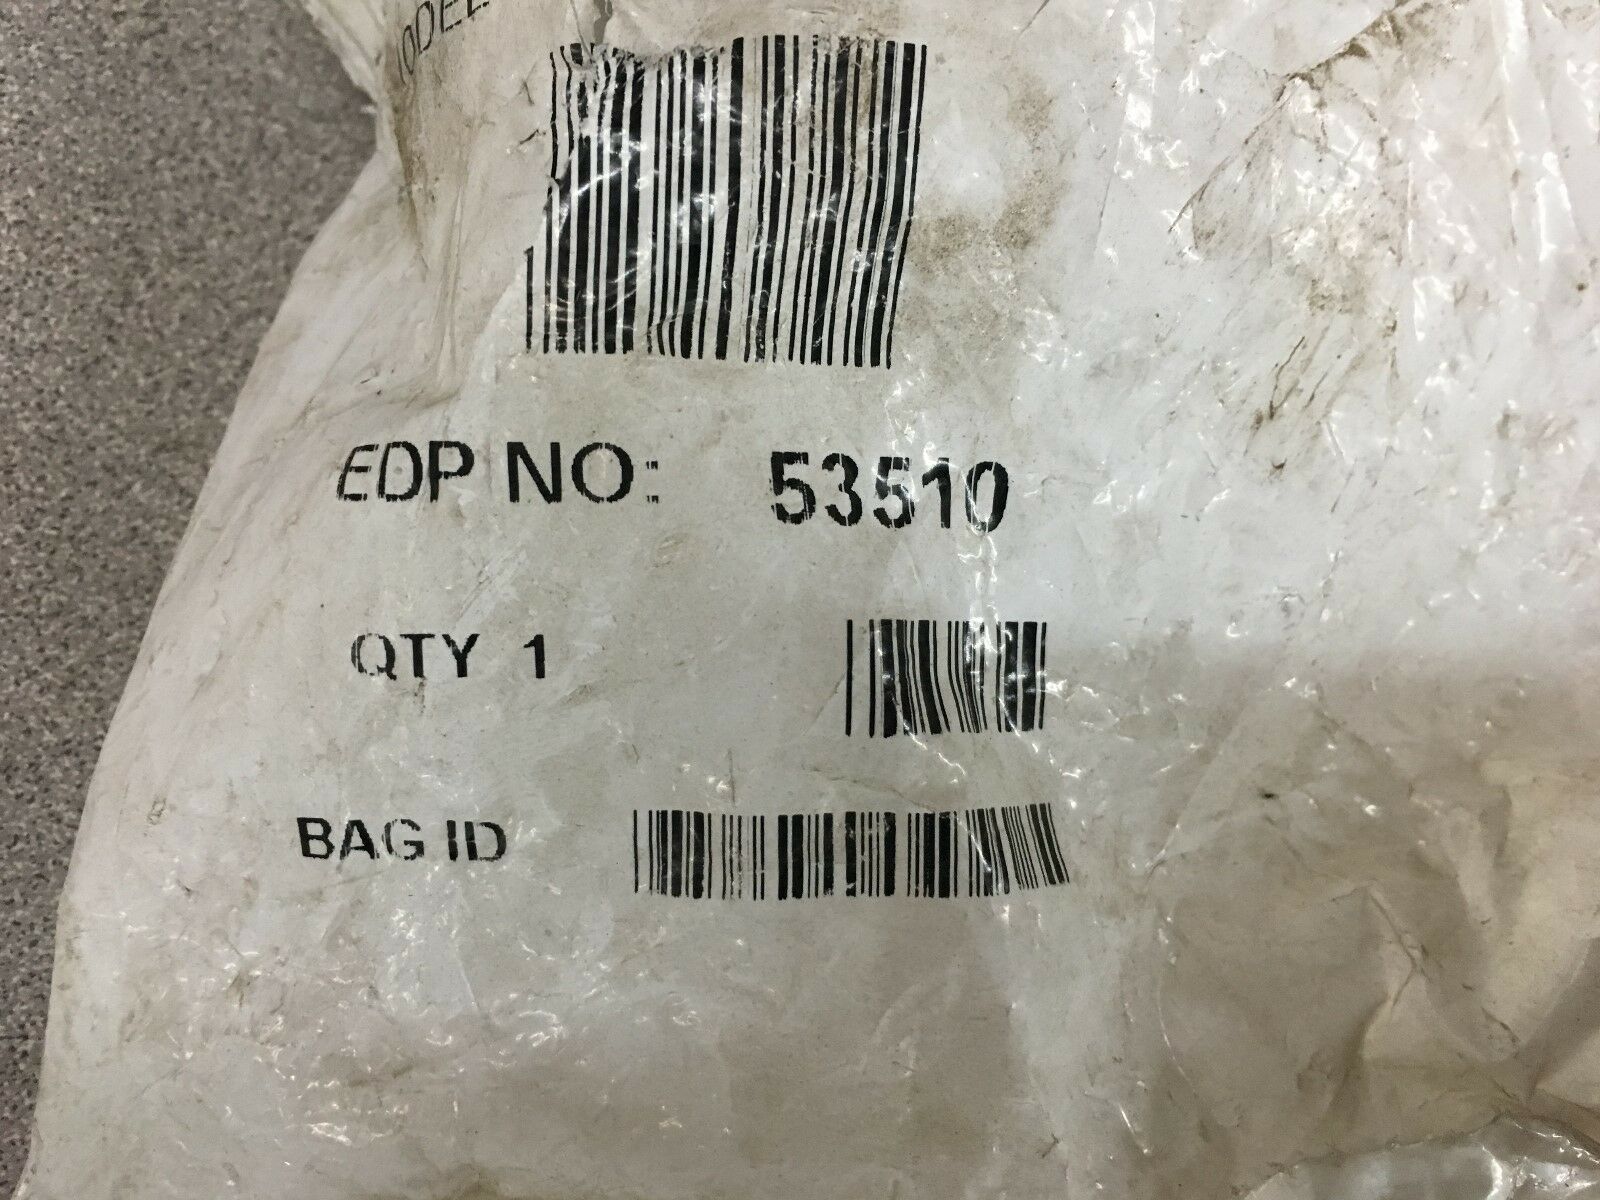 EDP NO: 53510
QTY 1
BAG ID